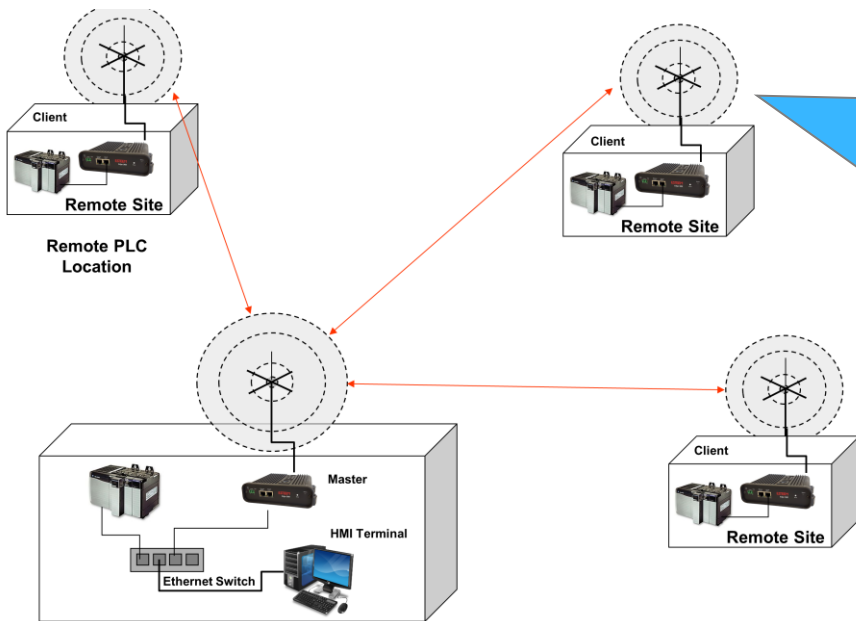 Client
Remote Site
Remote PLC
Location
Client
Remote Site
Master
HMI Terminal
Ethernet Switch
Client
Remote Site